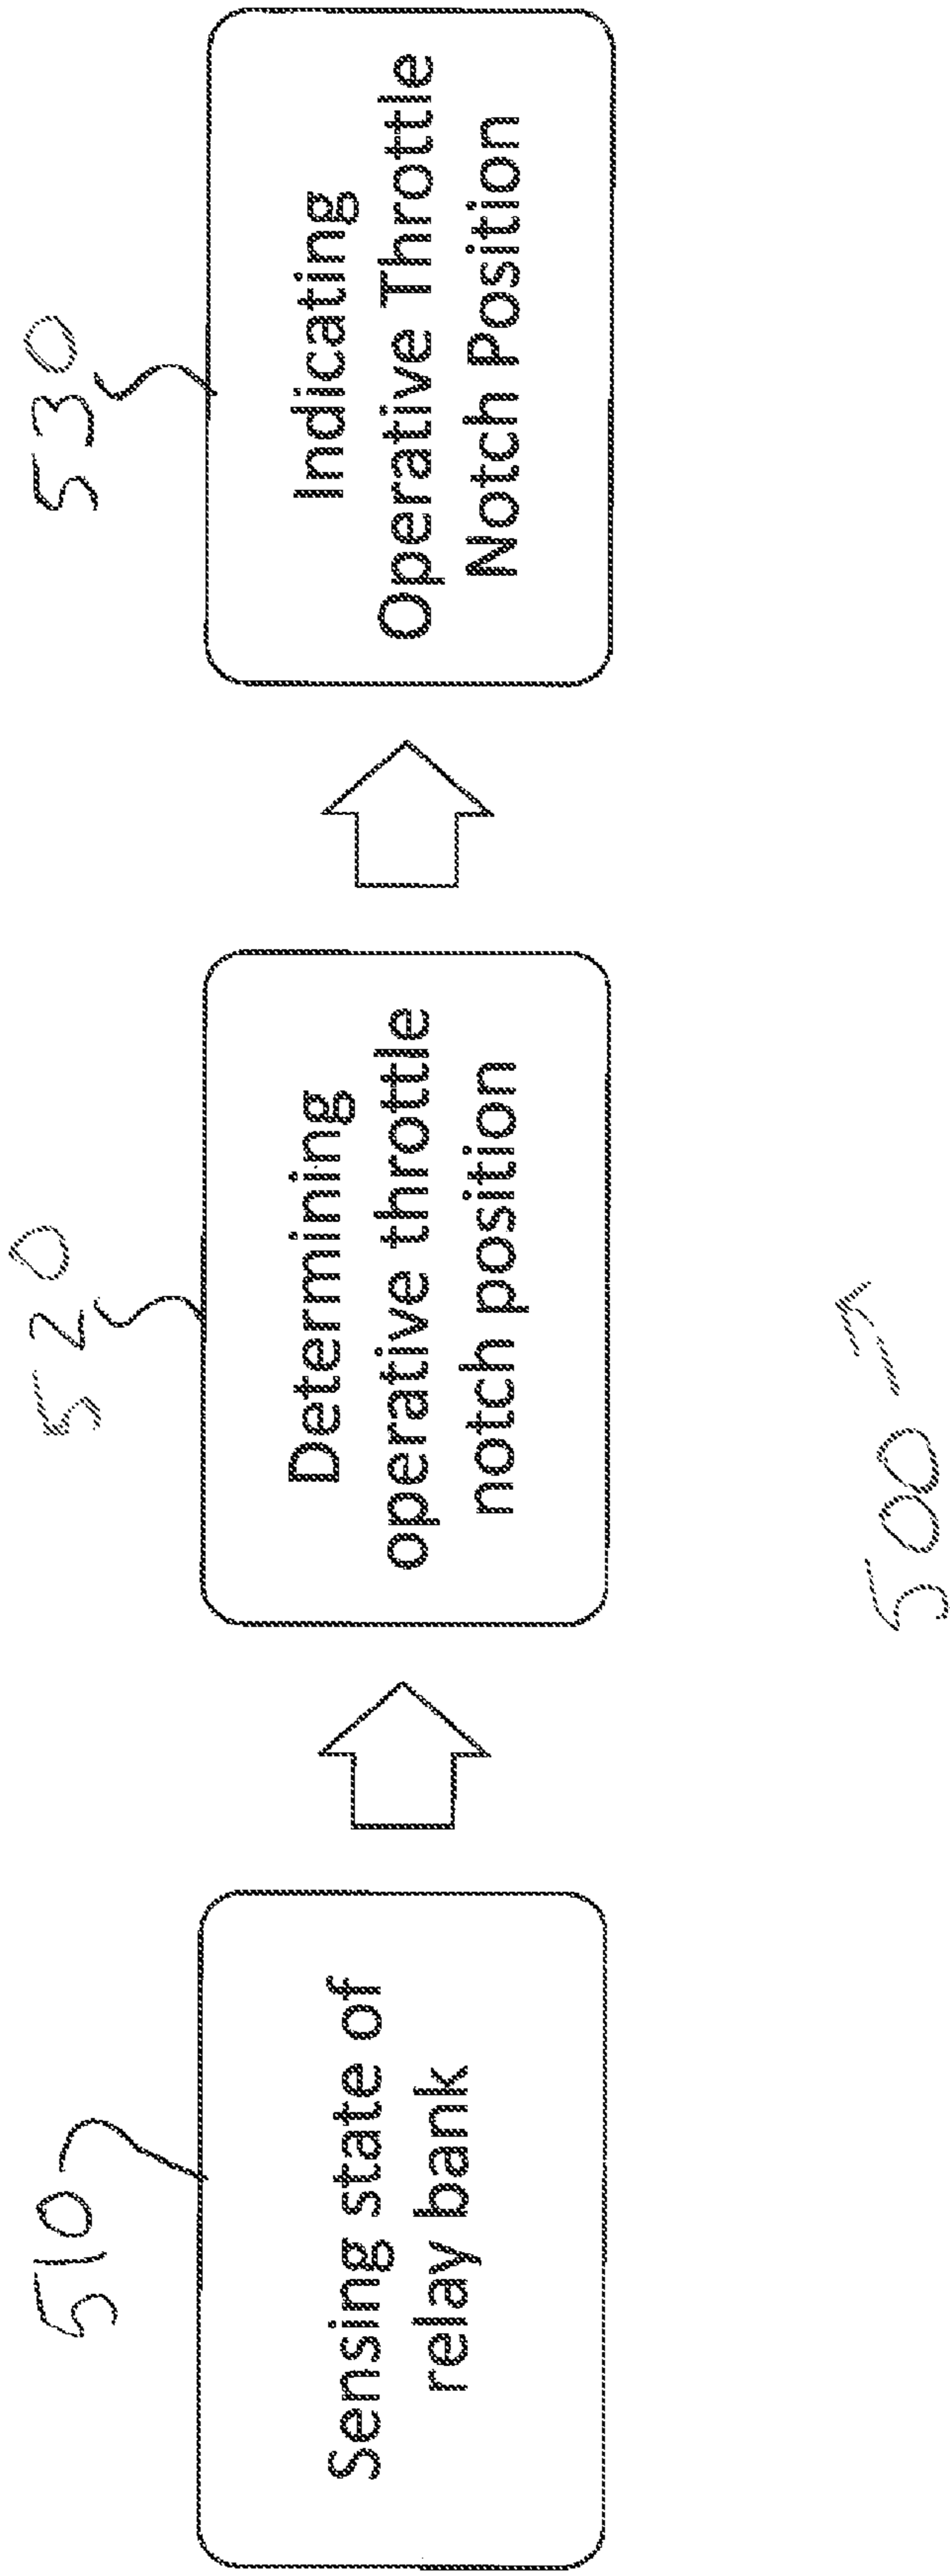 510
Sensing state of
relay bank
520
Determining
operative throttle
notch position
530
Indicating
Operative Throttle
Notch Position
500